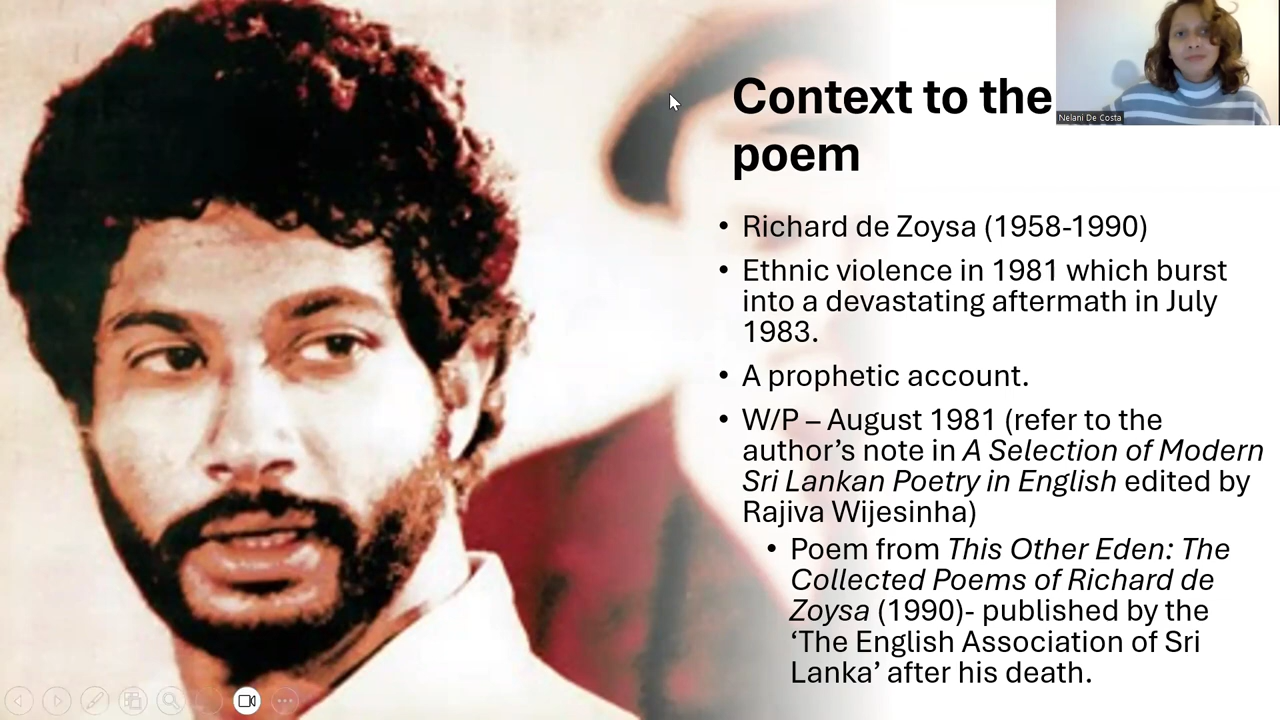 Context to the
poem
Nelani De Costa
• Richard de Zoysa (1958-1990)
• Ethnic violence in 1981 which burst
into a devastating aftermath in July
1983.
• A prophetic account.
• W/P – August 1981 (refer to the
author’s note in A Selection of Modern
Sri Lankan Poetry in English edited by
Rajiva Wijesinha)
• Poem from This Other Eden: The
Collected Poems of Richard de
Zoysa (1990)- published by the
‘The English Association of Sri
Lanka’ after his death.